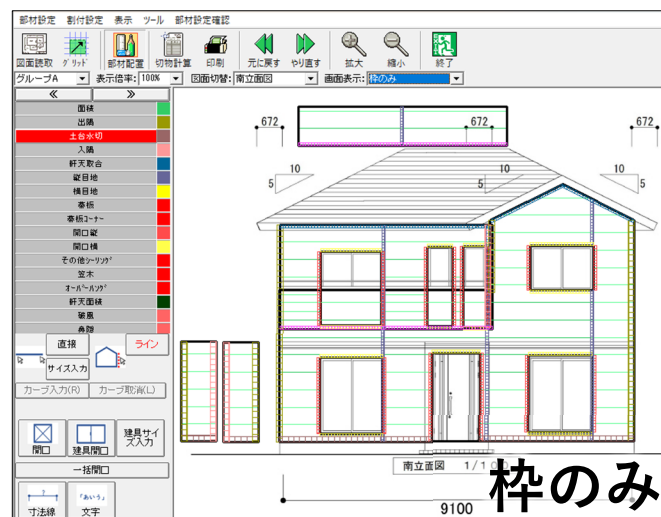 部材設定 割付設定 表示 ツール 部材設定確認
図面読取 グリッド 部材配置 切物計算 印刷 元に戻す やり直す 拡大 縮小 終了
グループA 表示倍率: 100% 図面切替: 南立面図 画面表示: 枠のみ
≪ ≫
面積
出隅
土台水切
入隅
軒天取合
縦目地
横目地
幕板
幕板コーナー
開口縦
開口横
その他シーリング
笠木
オーバーハング
軒天面積
破風
鼻隠
直接 ライン
サイズ入力
カーブ入力(R) カーブ取消(L)
開口 建具開口 建具サイズ入力
一括開口
寸法線 「あいう」 文字
672 672 672
10 10 10
5 5 5
南立面図 1/100
9100
枠のみ